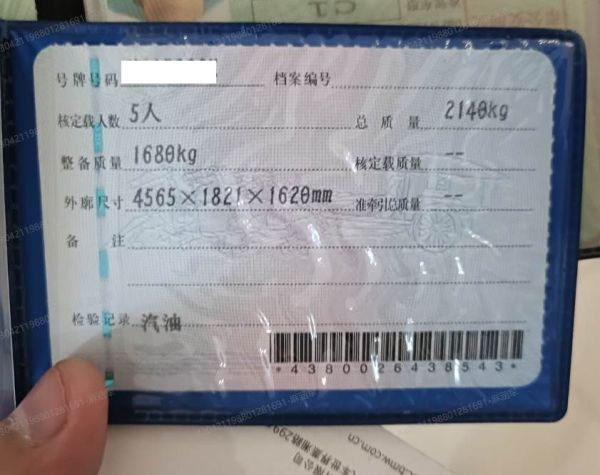 号牌号码
档案编号
核定载人数 5人
总质量 2140kg
整备质量 1680kg
核定载质量 --
外廓尺寸 4565×1821×1620mm
准牵引总质量 --
备注
检验记录 汽油
*4380026438543*